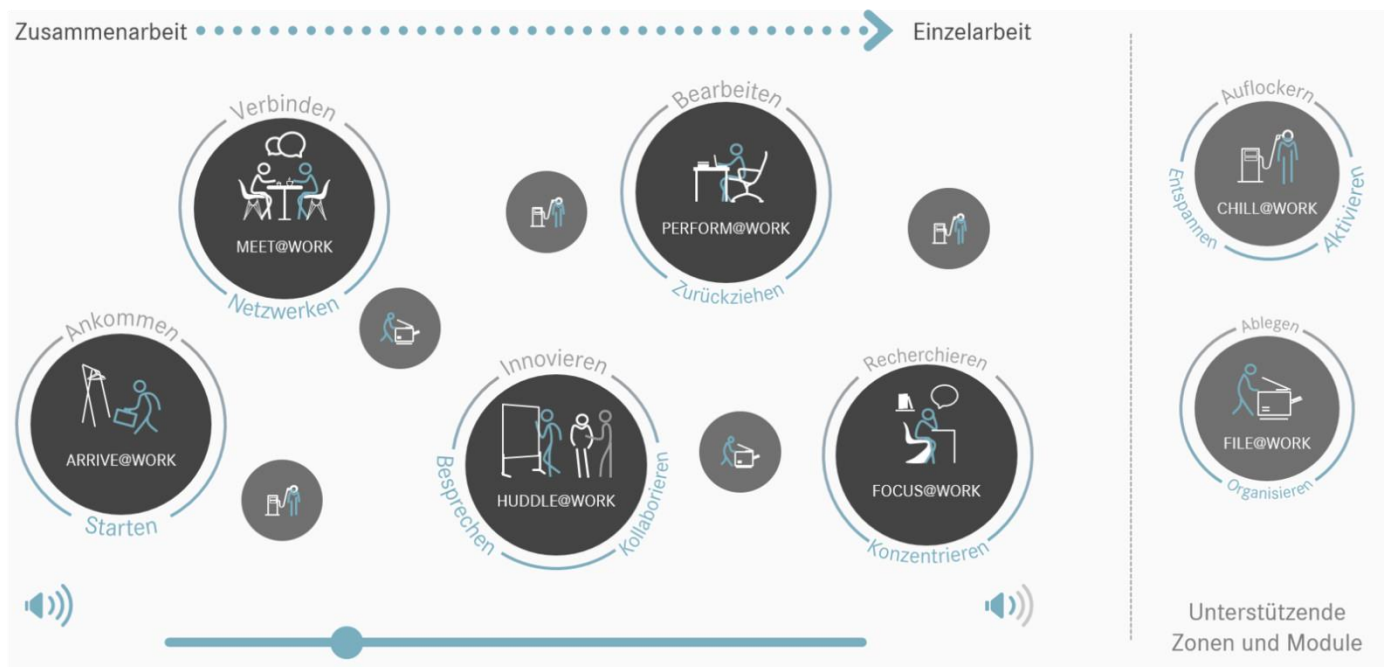 Zusammenarbeit
Einzelarbeit
Verbinden
MEET@WORK
Netzwerken
Bearbeiten
PERFORM@WORK
Zurückziehen
Ankommen
ARRIVE@WORK
Starten
Innovieren
HUDDLE@WORK
Besprechen
Kollaborieren
Recherchieren
FOCUS@WORK
Konzentrieren
Auflockern
CHILL@WORK
Entspannen
Aktivieren
Ablegen
FILE@WORK
Organisieren
Unterstützende
Zonen und Module